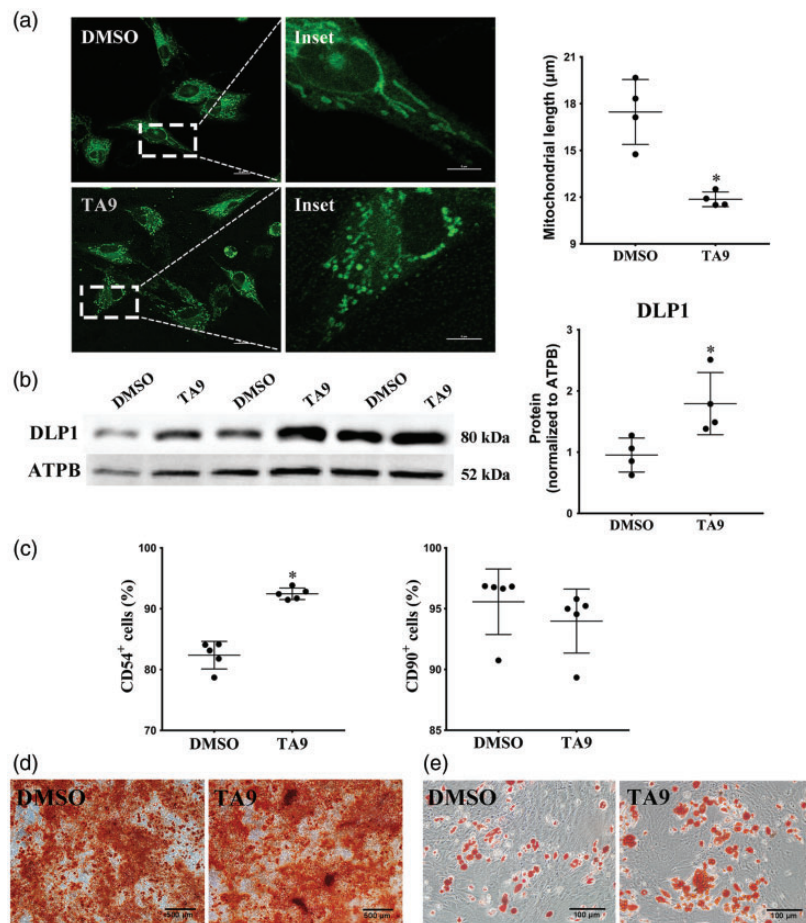 (a)
DMSO
Inset
TA9
Inset
Mitochondrial length (µm)
21
18
15
12
9
*
DMSO
TA9
(b)
DMSO
TA9
DMSO
TA9
DMSO
TA9
DLP1
80 kDa
ATPB
52 kDa
DLP1
Protein
(normalized to ATPB)
3
2
1
0
*
DMSO
TA9
(c)
CD54+ cells (%)
100
90
80
70
*
DMSO
TA9
CD90+ cells (%)
100
95
90
85
DMSO
TA9
(d)
DMSO
500 µm
TA9
500 µm
(e)
DMSO
100 µm
TA9
100 µm